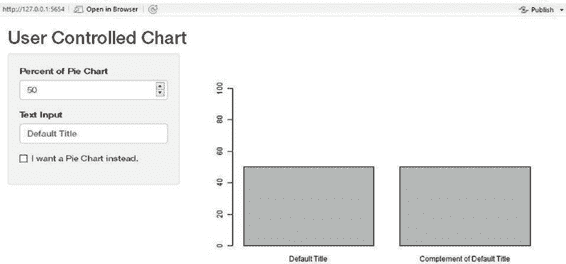 http://127.0.0.1:5654 Open in Browser Publish
User Controlled Chart
Percent of Pie Chart
50
Text Input
Default Title
I want a Pie Chart instead.
100
80
60
40
20
0
Default Title Complement of Default Title